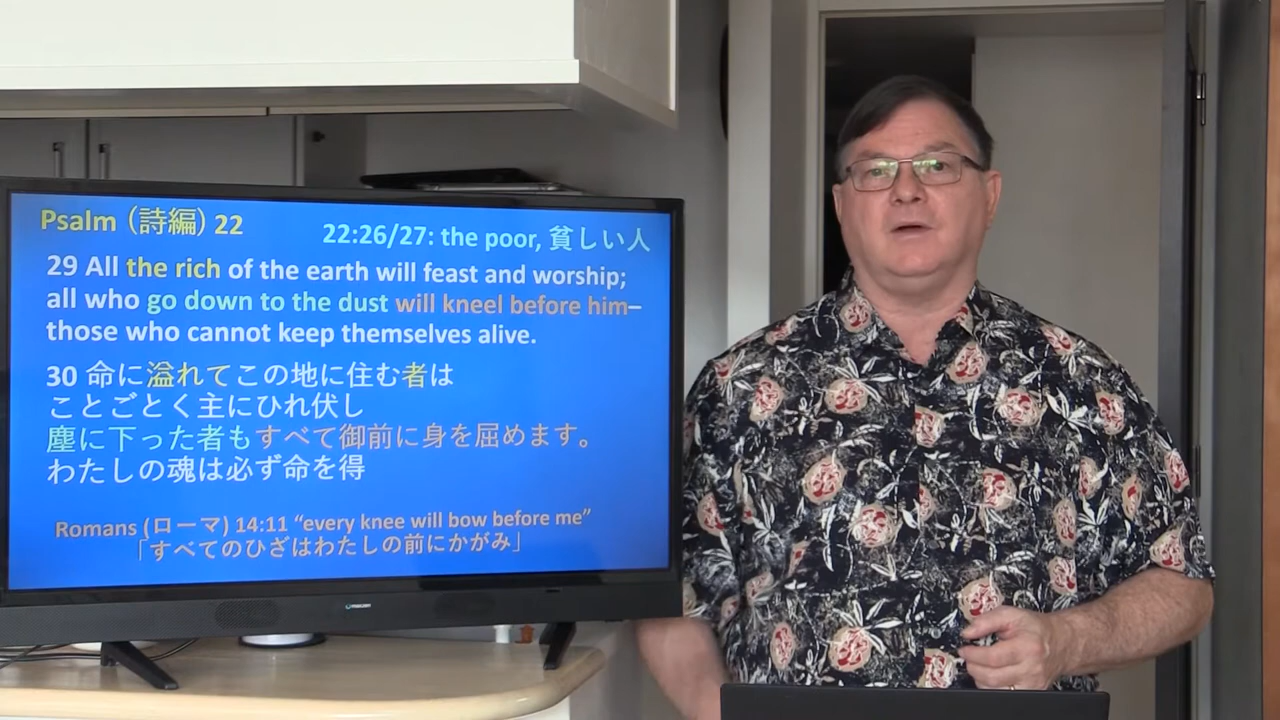 Psalm (詩編) 22
22:26/27: the poor, 貧しい人
29 All the rich of the earth will feast and worship;
all who go down to the dust will kneel before him–
those who cannot keep themselves alive.
30 命に溢れてこの地に住む者は
ことごとく主にひれ伏し
塵に下った者もすべて御前に身を屈めます。
わたしの魂は必ず命を得
Romans (ローマ) 14:11 “every knee will bow before me”
「すべてのひざはわたしの前にかがみ」